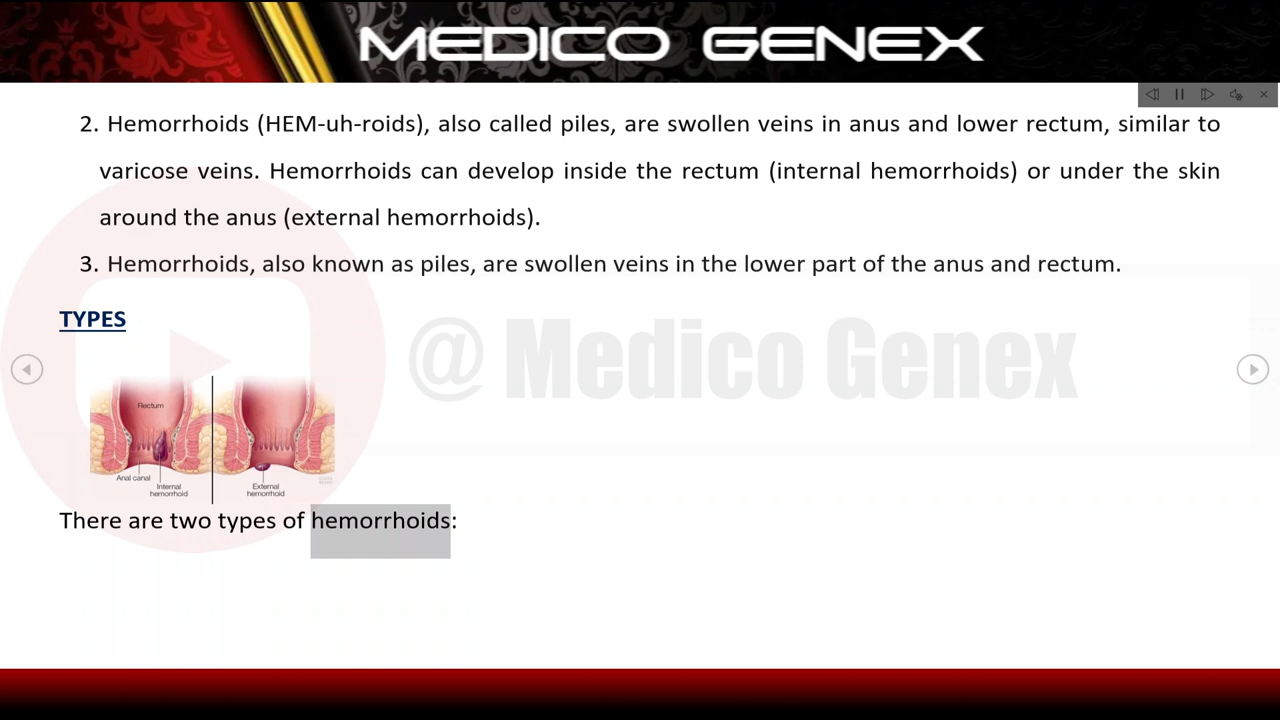 MEDICO GENEX
2. Hemorrhoids (HEM-uh-roids), also called piles, are swollen veins in anus and lower rectum, similar to
varicose veins. Hemorrhoids can develop inside the rectum (internal hemorrhoids) or under the skin
around the anus (external hemorrhoids).
3. Hemorrhoids, also known as piles, are swollen veins in the lower part of the anus and rectum.
TYPES
@ Medico Genex
Rectum
Anal canal
Internal
hemorrhoid
External
hemorrhoid
There are two types of hemorrhoids: